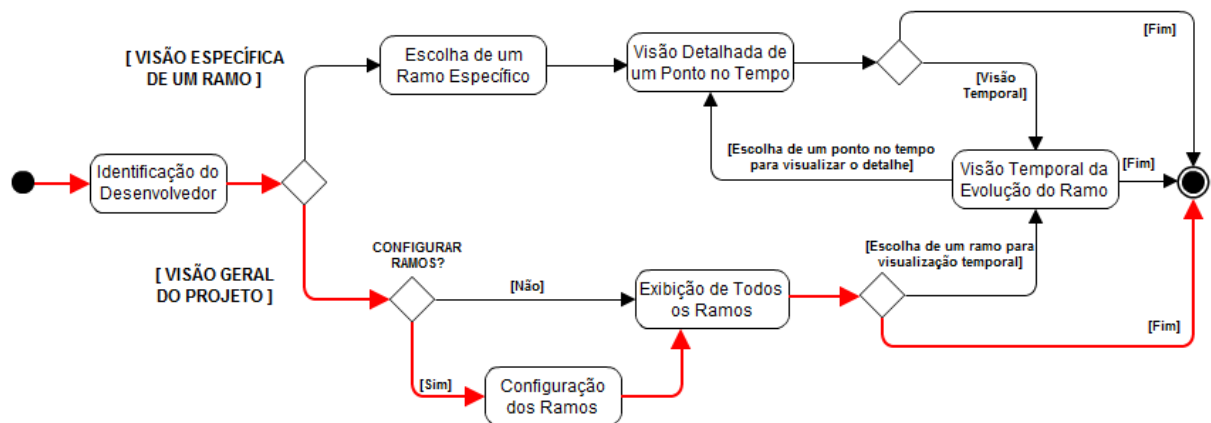 [ VISÃO ESPECÍFICA
DE UM RAMO ]
Escolha de um
Ramo Específico
Visão Detalhada de
um Ponto no Tempo
[Fim]
[Visão
Temporal]
[Escolha de um ponto no tempo
para visualizar o detalhe]
Identificação do
Desenvolvedor
Visão Temporal da
Evolução do Ramo
[Fim]
[ VISÃO GERAL
DO PROJETO ]
CONFIGURAR
RAMOS?
[Não]
Exibição de Todos
os Ramos
[Escolha de um ramo para
visualização temporal]
[Fim]
[Sim]
Configuração
dos Ramos